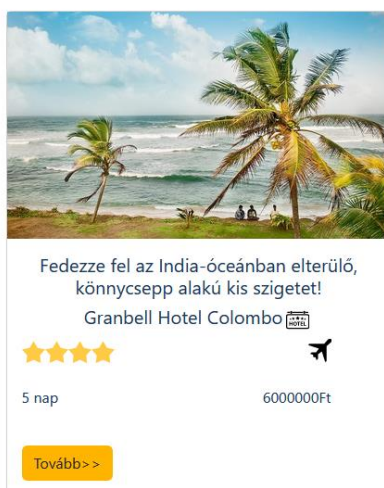 Fedezze fel az India-óceánban elterülő,
könnycsepp alakú kis szigetet!
Granbell Hotel Colombo
HOTEL
5 nap
6000000Ft
Tovább>>